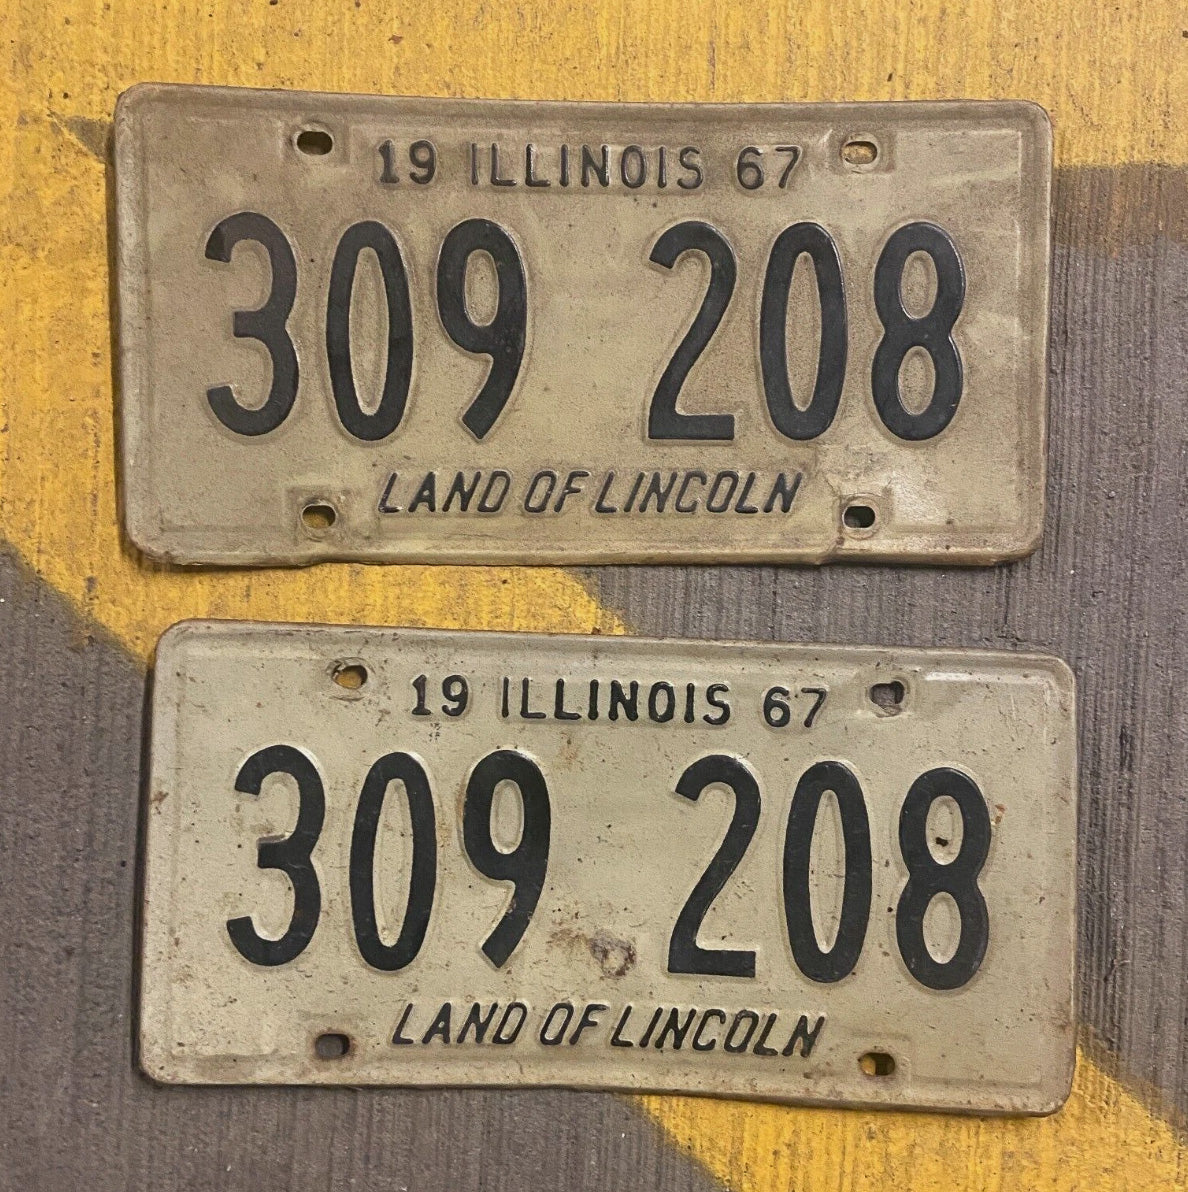 19 ILLINOIS 67
309 208
LAND OF LINCOLN
19 ILLINOIS 67
309 208
LAND OF LINCOLN